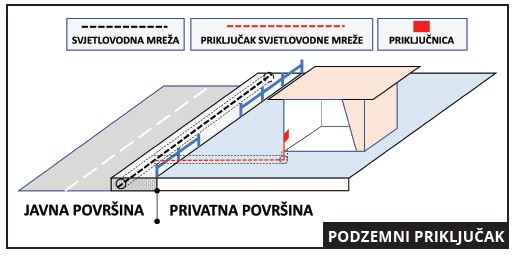 SVJETLOVODNA MREŽA
PRIKLJUČAK SVJETLOVODNE MREŽE
PRIKLJUČNICA
JAVNA POVRŠINA
PRIVATNA POVRŠINA
PODZEMNI PRIKLJUČAK